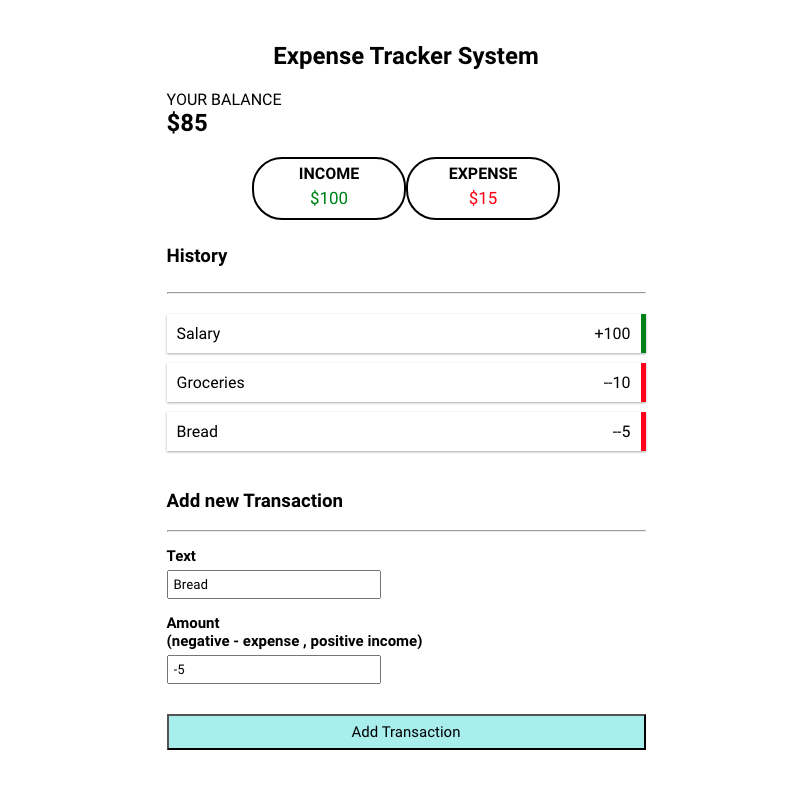 Expense Tracker System
YOUR BALANCE
$85
INCOME EXPENSE
$100 $15
History
Salary +100
Groceries --10
Bread --5
Add new Transaction
Text
Bread
Amount
(negative - expense , positive income)
-5
Add Transaction